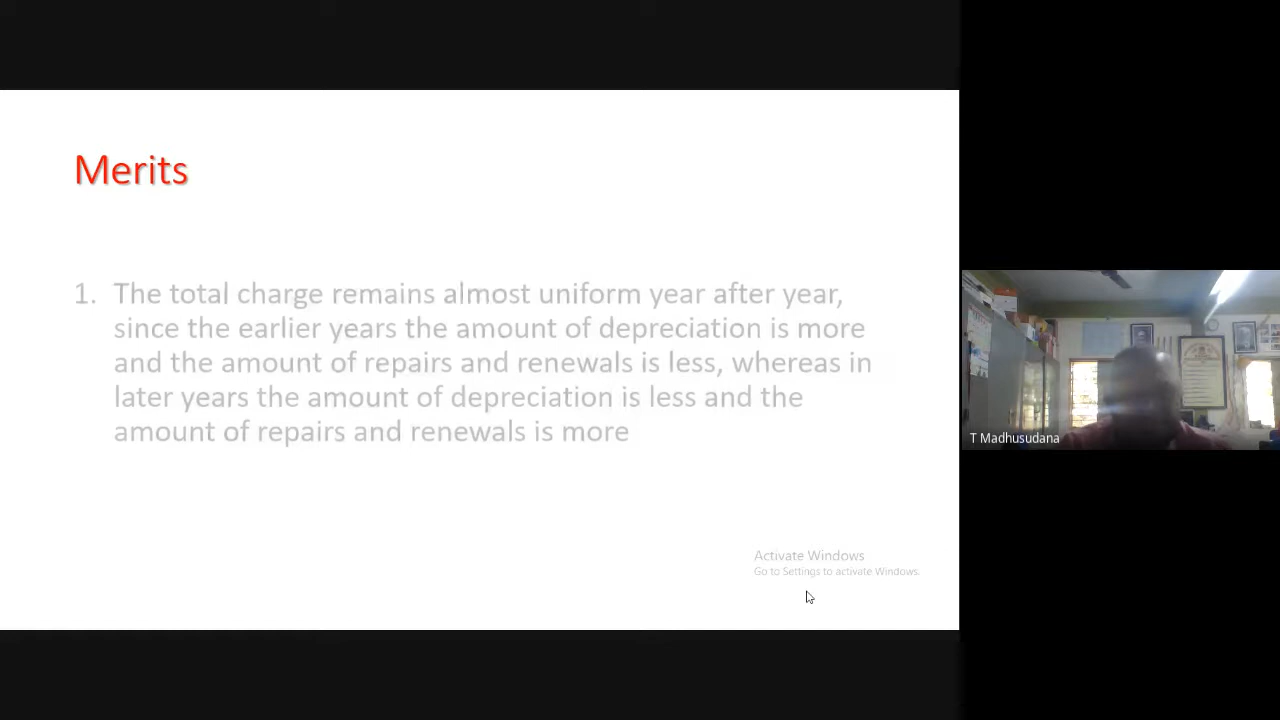 Merits
1. The total charge remains almost uniform year after year,
since the earlier years the amount of depreciation is more
and the amount of repairs and renewals is less, whereas in
later years the amount of depreciation is less and the
amount of repairs and renewals is more
Activate Windows
Go to Settings to activate Windows.
T Madhusudana